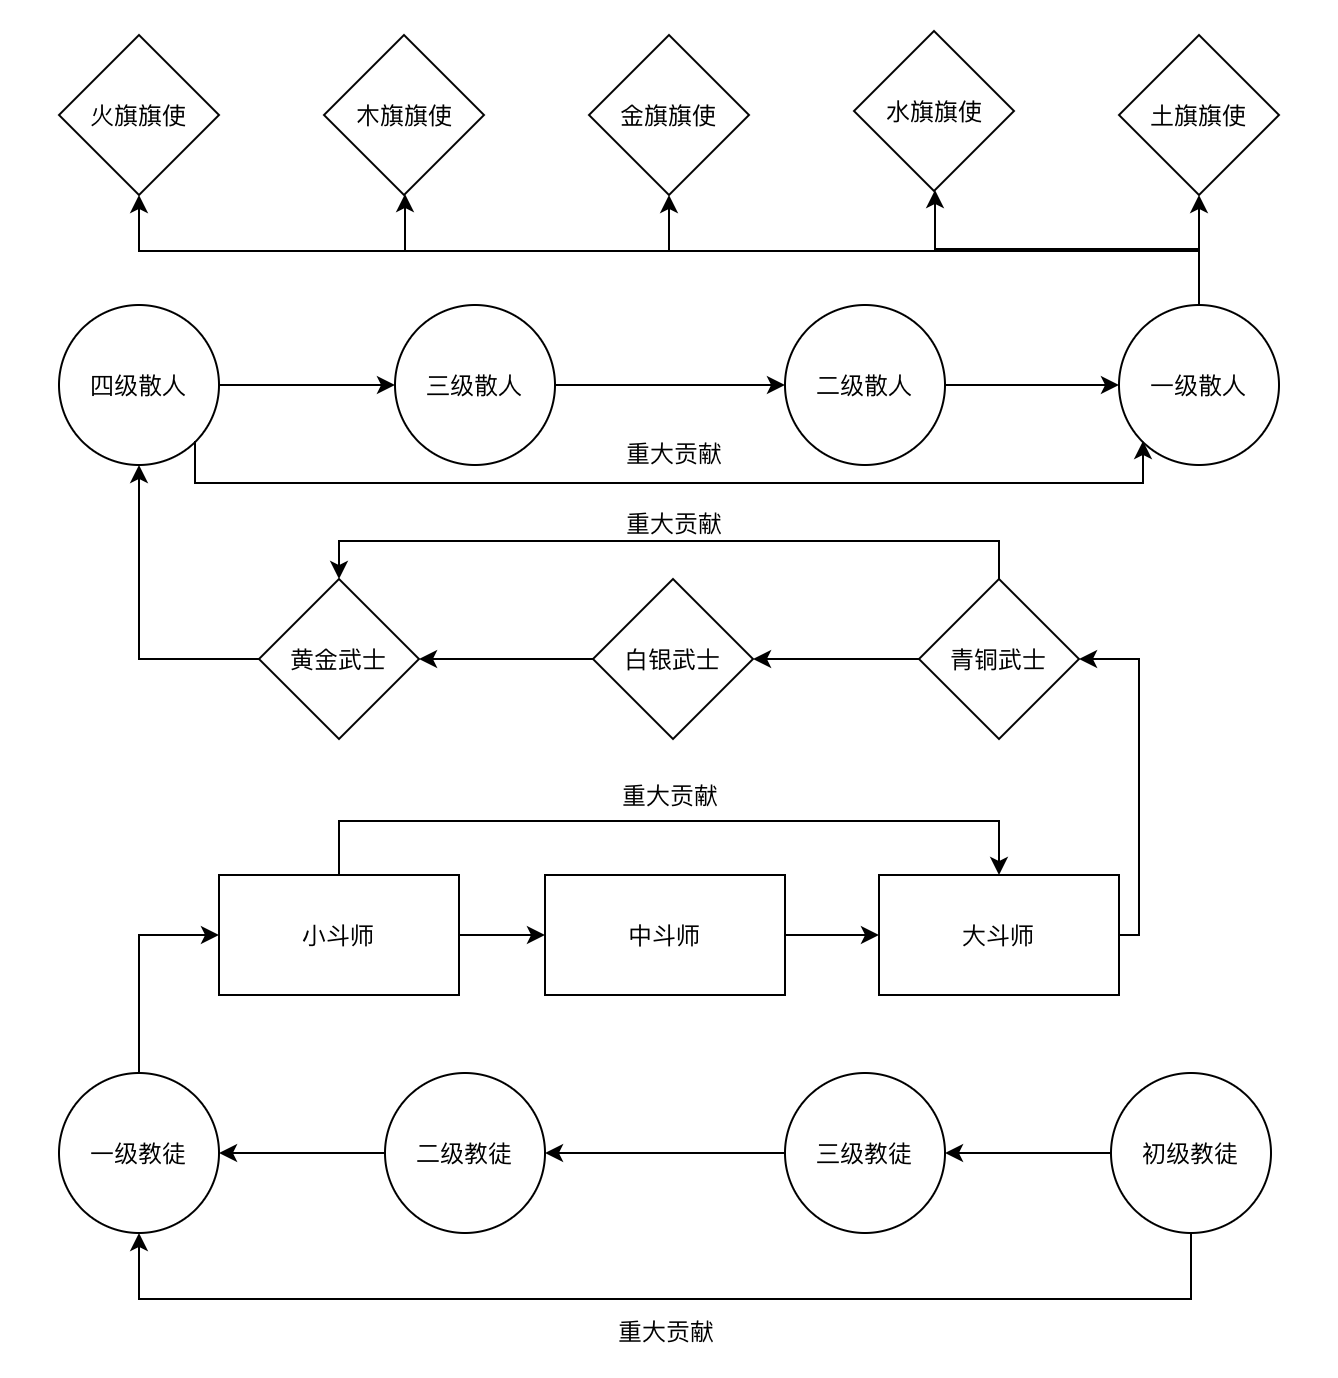 火旗旗使
木旗旗使
金旗旗使
水旗旗使
土旗旗使
四级散人
三级散人
二级散人
一级散人
重大贡献
重大贡献
黄金武士
白银武士
青铜武士
重大贡献
小斗师
中斗师
大斗师
一级教徒
二级教徒
三级教徒
初级教徒
重大贡献